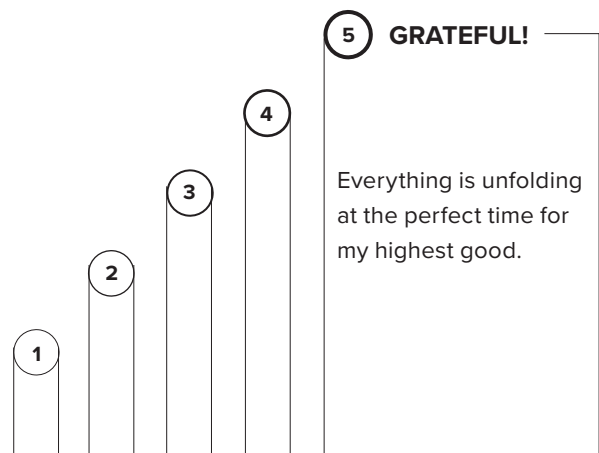 5 GRATEFUL!
4
3
2
1
Everything is unfolding
at the perfect time for
my highest good.